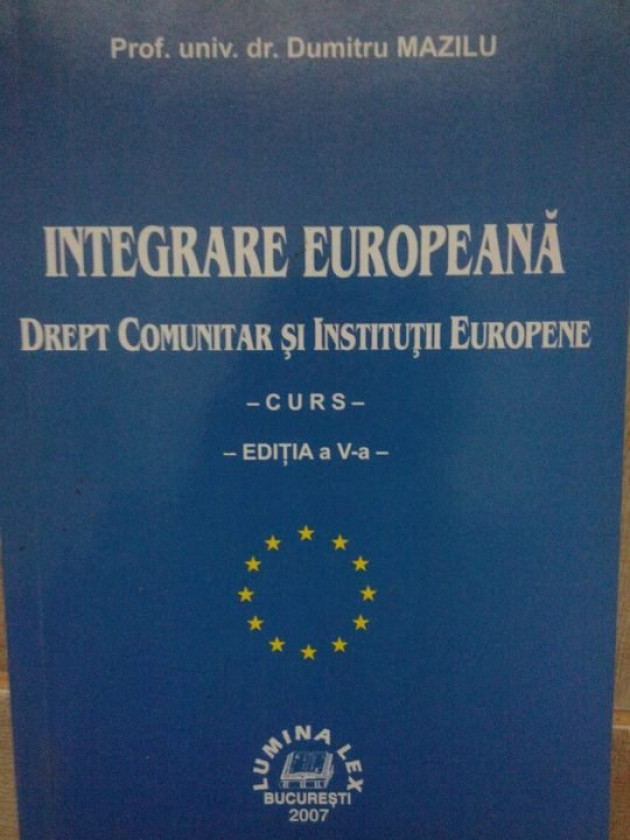 Prof. univ. dr. Dumitru MAZILU
INTEGRARE EUROPEANĂ
DREPT COMUNITAR ŞI INSTITUŢII EUROPENE
– CURS –
– EDIŢIA a V-a –
LUMINA LEX
BUCUREŞTI
2007